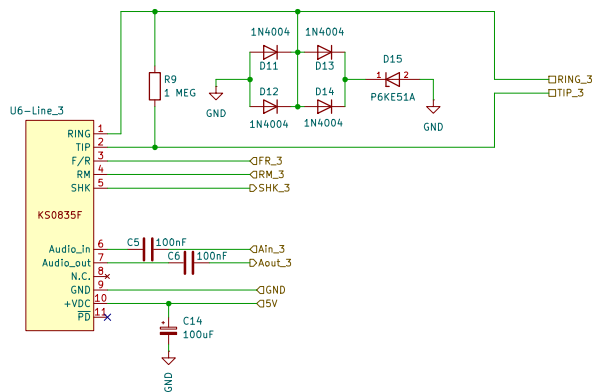 1N4004
1N4004
D11
D13
D15
1
2
R9
1 MEG
P6KE51A
RING_3
TIP_3
GND
D12
D14
1N4004
1N4004
GND
U6-Line_3
RING
1
TIP
2
F/R
3
FR_3
RM
4
RM_3
SHK
5
SHK_3
KS0835F
Audio_in
6
C5
100nF
Ain_3
Audio_out
7
C6
100nF
Aout_3
N.C.
8
GND
9
GND
+VDC
10
5V
PD
11
+
C14
100uF
GND